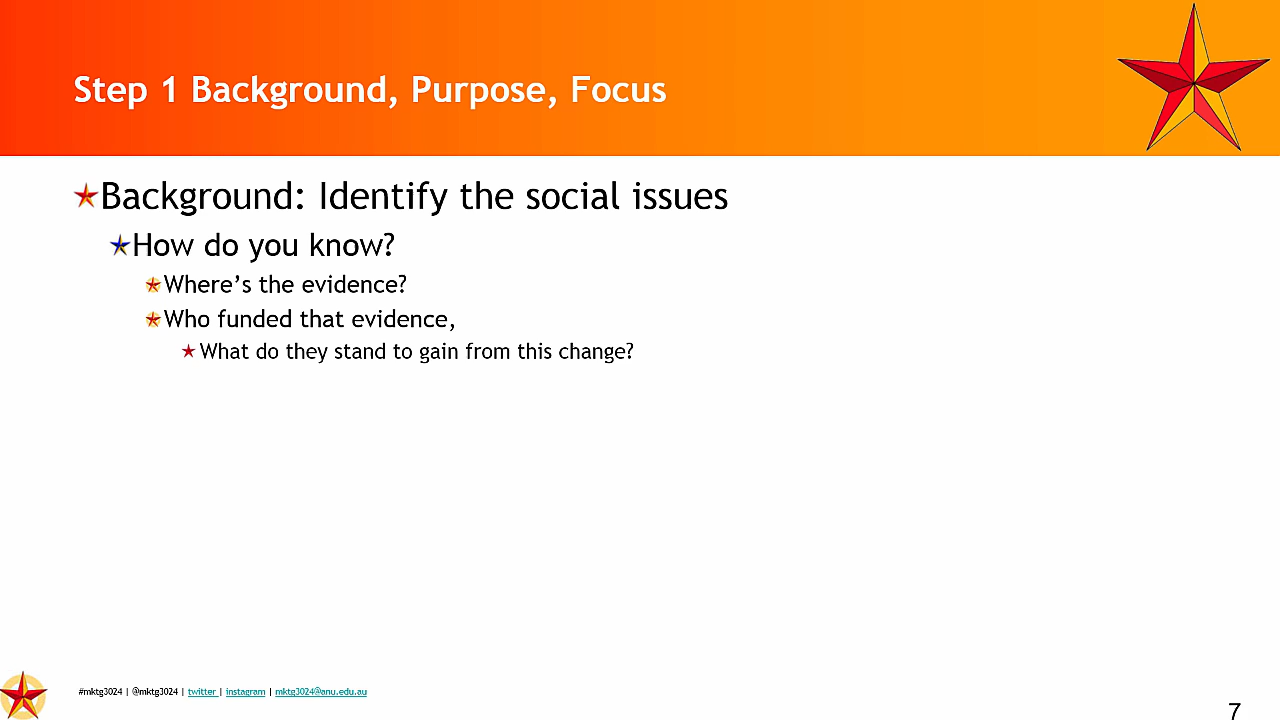 Step 1 Background, Purpose, Focus
Background: Identify the social issues
How do you know?
Where’s the evidence?
Who funded that evidence,
What do they stand to gain from this change?
#mktg3024 | @mktg3024 | twitter | instagram | mktg3024@anu.edu.au
7